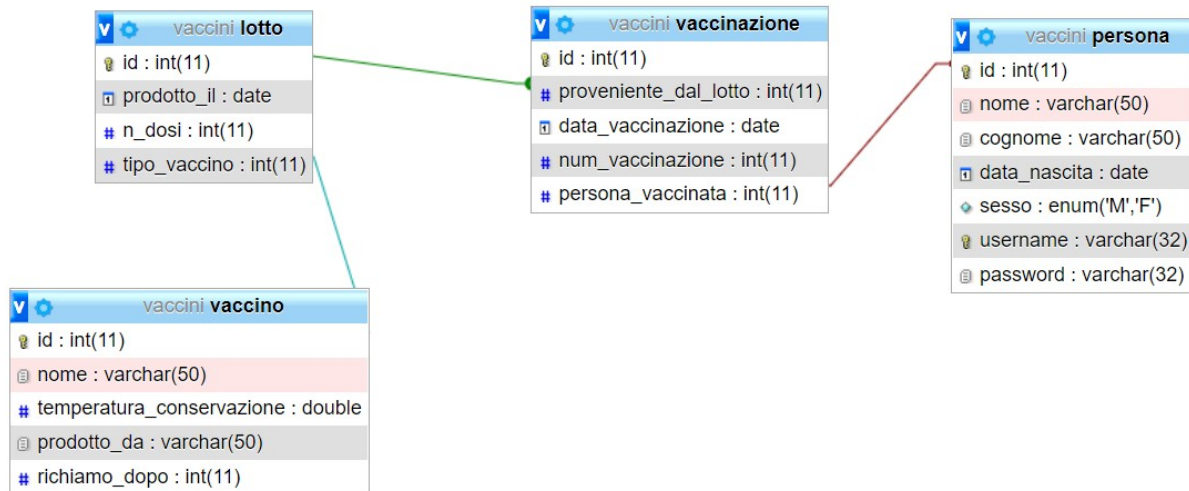 vaccini lotto
id : int(11)
prodotto_il : date
n_dosi : int(11)
tipo_vaccino : int(11)
vaccini vaccinazione
id : int(11)
proveniente_dal_lotto : int(11)
data_vaccinazione : date
num_vaccinazione : int(11)
persona_vaccinata : int(11)
vaccini persona
id : int(11)
nome : varchar(50)
cognome : varchar(50)
data_nascita : date
sesso : enum('M','F')
username : varchar(32)
password : varchar(32)
vaccini vaccino
id : int(11)
nome : varchar(50)
temperatura_conservazione : double
prodotto_da : varchar(50)
richiamo_dopo : int(11)